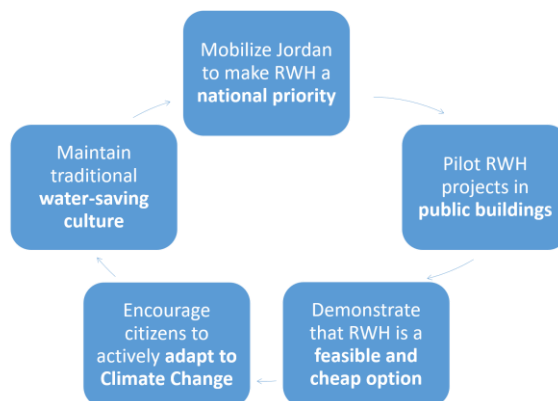 Mobilize Jordan
to make RWH a
national priority
Pilot RWH
projects in
public buildings
Demonstrate
that RWH is a
feasible and
cheap option
Encourage
citizens to
actively adapt to
Climate Change
Maintain
traditional
water-saving
culture